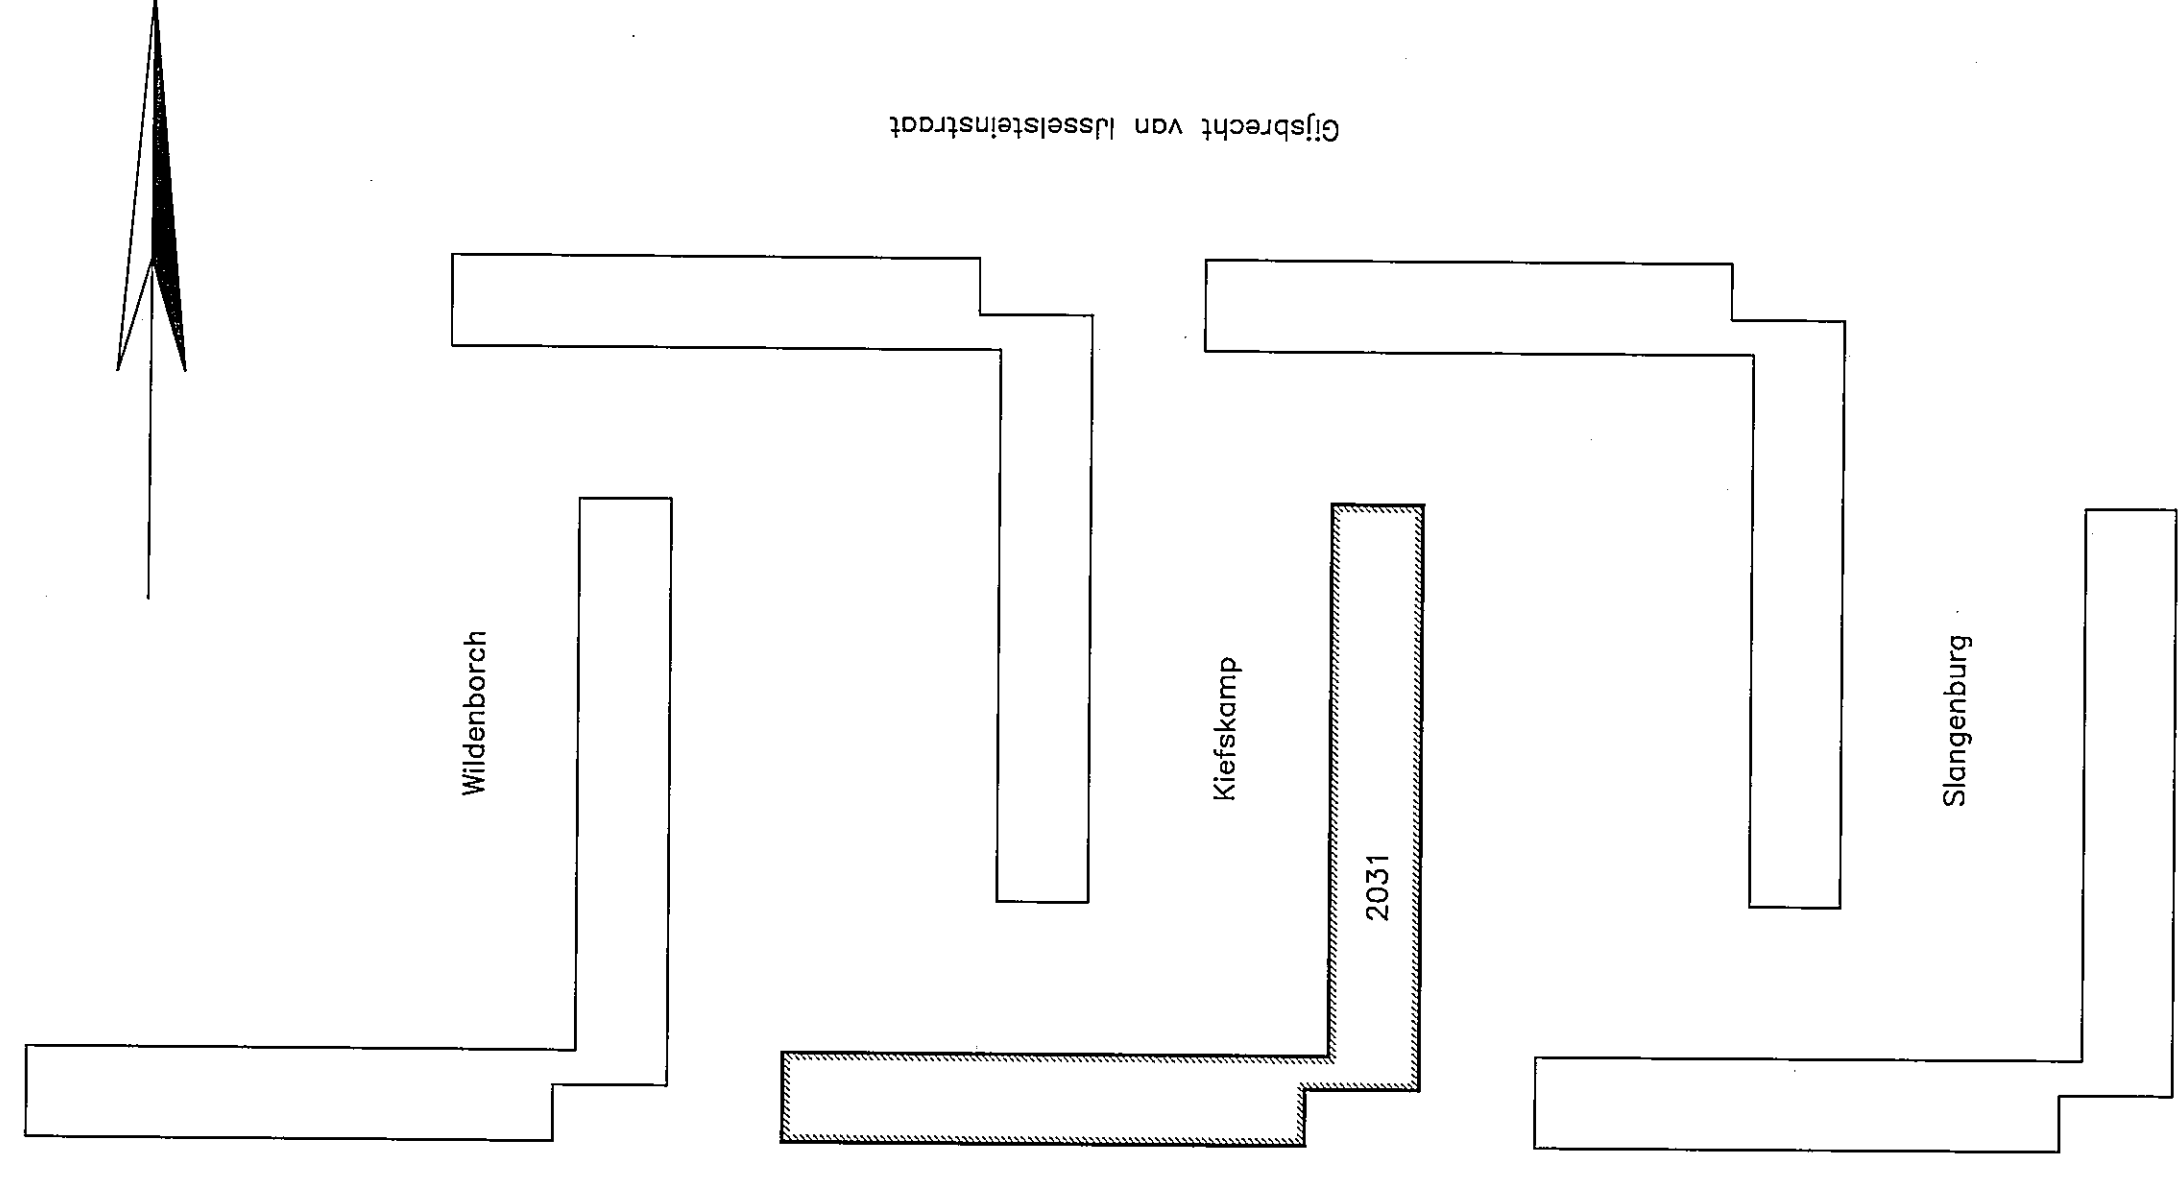 Gijsbrecht van IJsselsteinstraat
Wildenborch
Kiefskamp
2031
Slangenburg